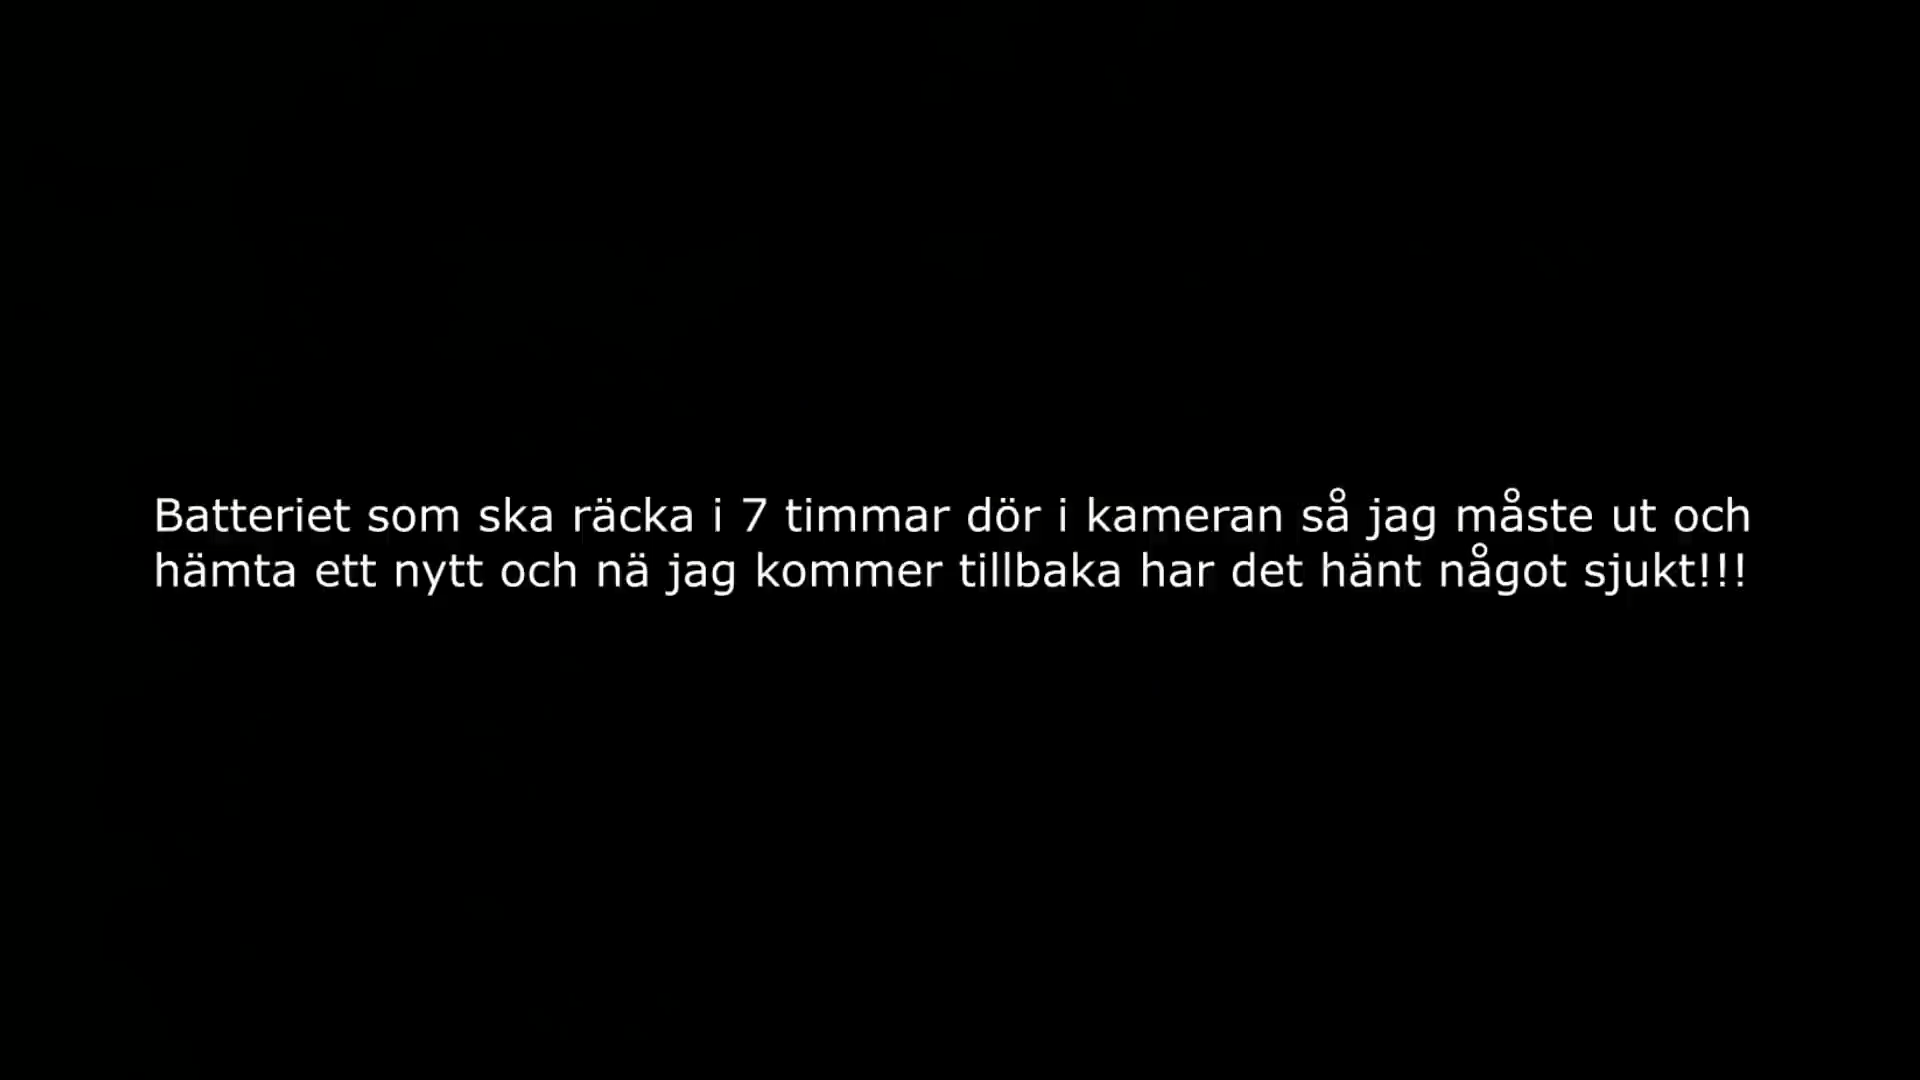 Batteriet som ska räcka i 7 timmar dör i kameran så jag måste ut och
hämta ett nytt och nä jag kommer tillbaka har det hänt något sjukt!!!